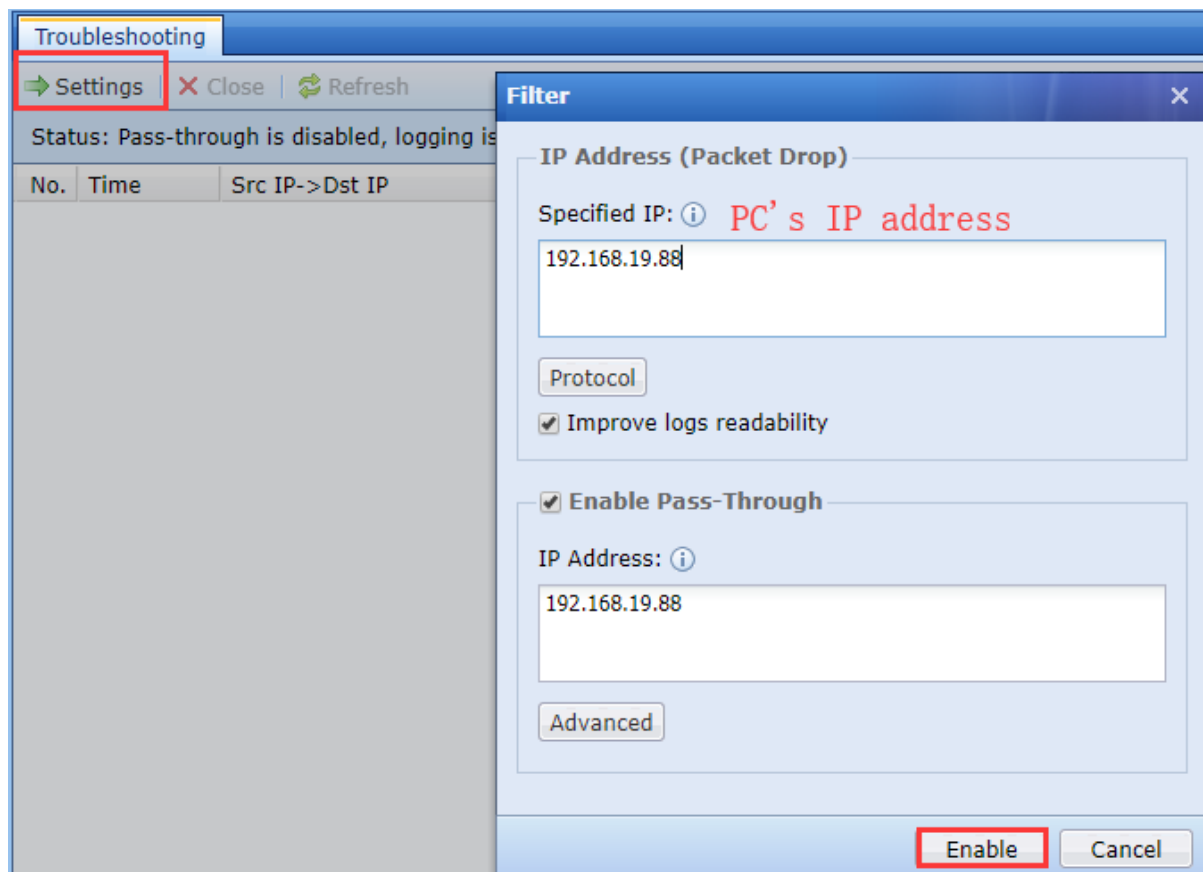 Troubleshooting
Settings Close Refresh
Status: Pass-through is disabled, logging is
No. Time Src IP->Dst IP
Filter
IP Address (Packet Drop)
Specified IP: PC's IP address
192.168.19.88
Protocol
Improve logs readability
Enable Pass-Through
IP Address:
192.168.19.88
Advanced
Enable Cancel